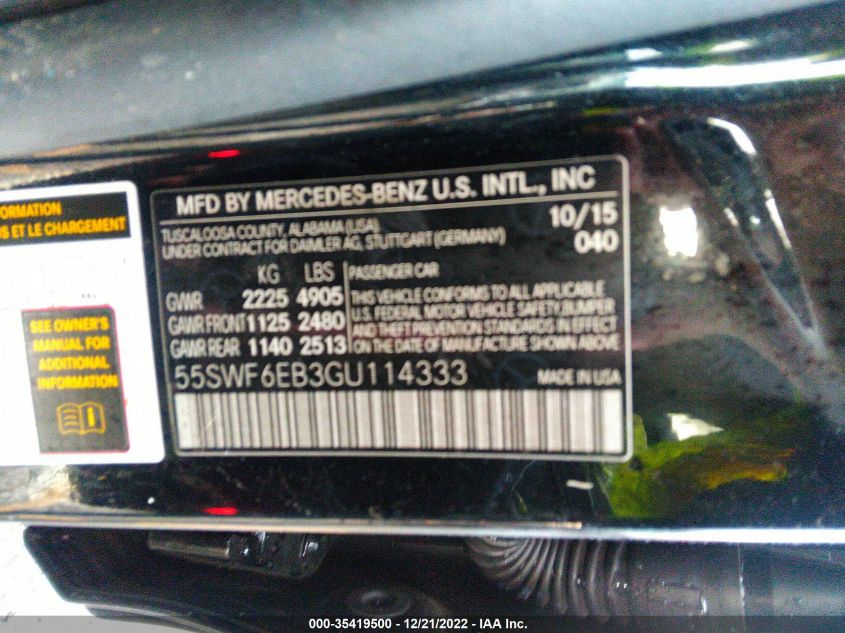 ORMATION
S ET LE CHARGEMENT
SEE OWNER'S
MANUAL FOR
ADDITIONAL
INFORMATION
MFD BY MERCEDES-BENZ U.S. INTL., INC
TUSCALOOSA COUNTY, ALABAMA (USA) 10/15
UNDER CONTRACT FOR DAIMLER AG, STUTTGART (GERMANY) 040
KG LBS PASSENGER CAR
GVWR 2225 4905 THIS VEHICLE CONFORMS TO ALL APPLICABLE
U.S. FEDERAL MOTOR VEHICLE SAFETY, BUMPER
GAWR FRONT 1125 2480 AND THEFT PREVENTION STANDARDS IN EFFECT
GAWR REAR 1140 2513 ON THE DATE OF MANUFACTURE SHOWN ABOVE
55SWF6EB3GU114333 MADE IN USA
000-35419500 - 12/21/2022 - IAA Inc.